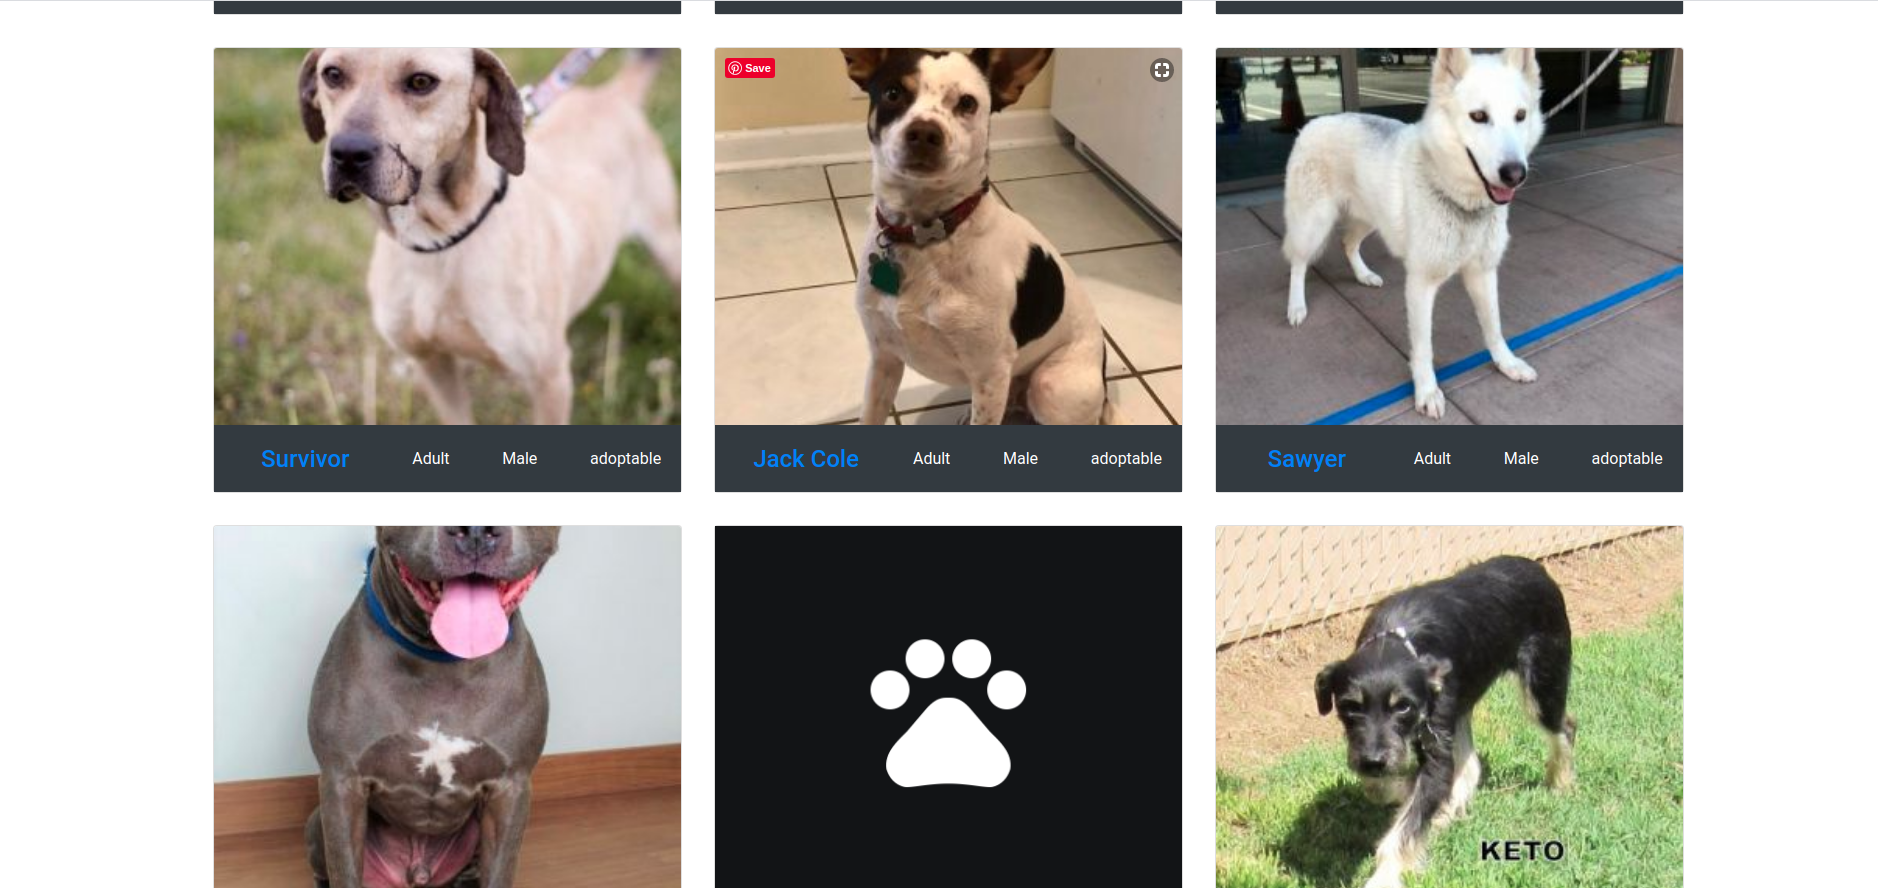 Save
Survivor Adult Male adoptable
Jack Cole Adult Male adoptable
Sawyer Adult Male adoptable
KETO